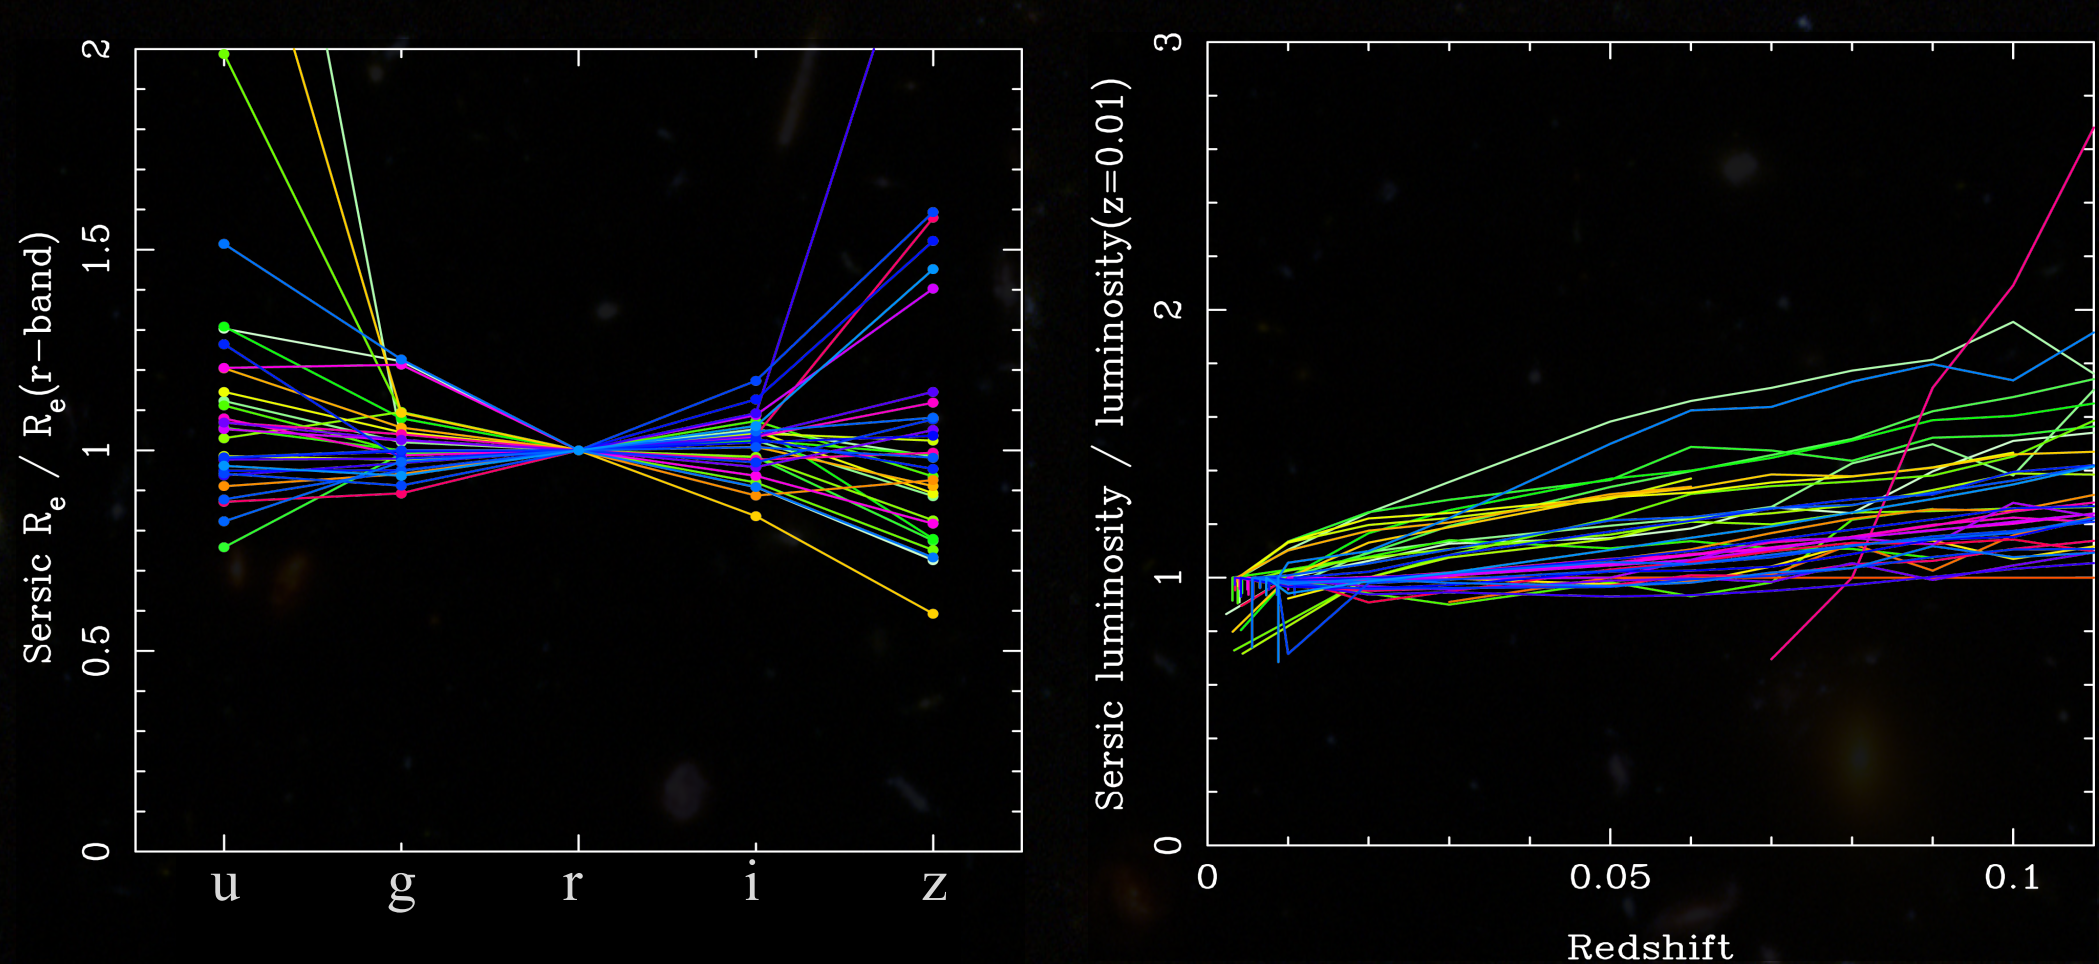 Sersic Re / Re(r-band)
2
1.5
1
0.5
0
u g r i z
Sersic luminosity / luminosity(z=0.01)
3
2
1
0
0 0.05 0.1
Redshift